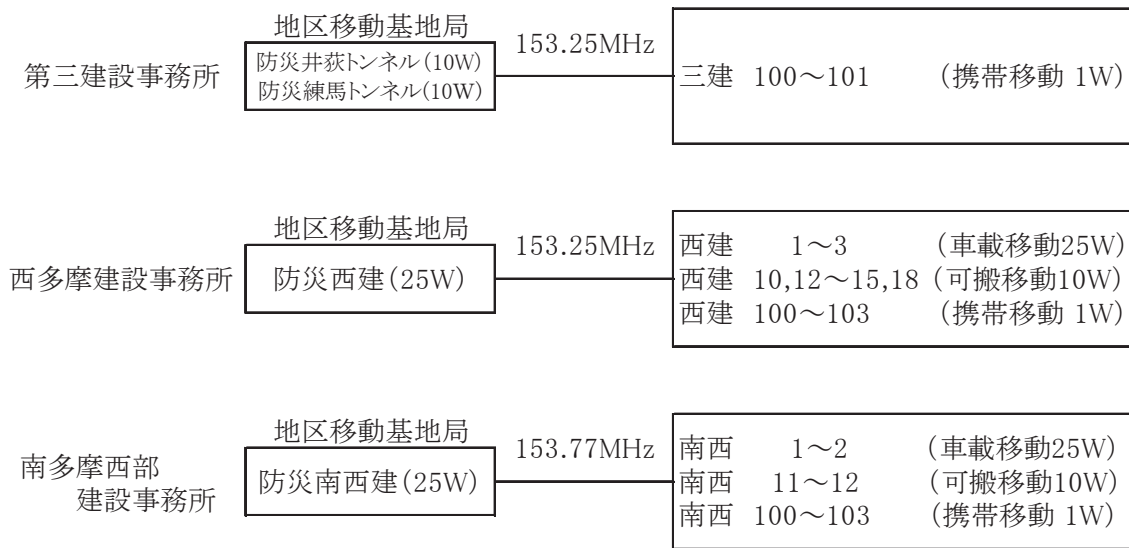 地区移動基地局
153.25MHz
第三建設事務所
防災井荻トンネル(10W)
防災練馬トンネル(10W)
三建 100～101 (携帯移動 1W)
地区移動基地局
153.25MHz
西多摩建設事務所
防災西建(25W)
西建 1～3 (車載移動25W)
西建 10,12～15,18 (可搬移動10W)
西建 100～103 (携帯移動 1W)
地区移動基地局
153.77MHz
南多摩西部
建設事務所
防災南西建(25W)
南西 1～2 (車載移動25W)
南西 11～12 (可搬移動10W)
南西 100～103 (携帯移動 1W)